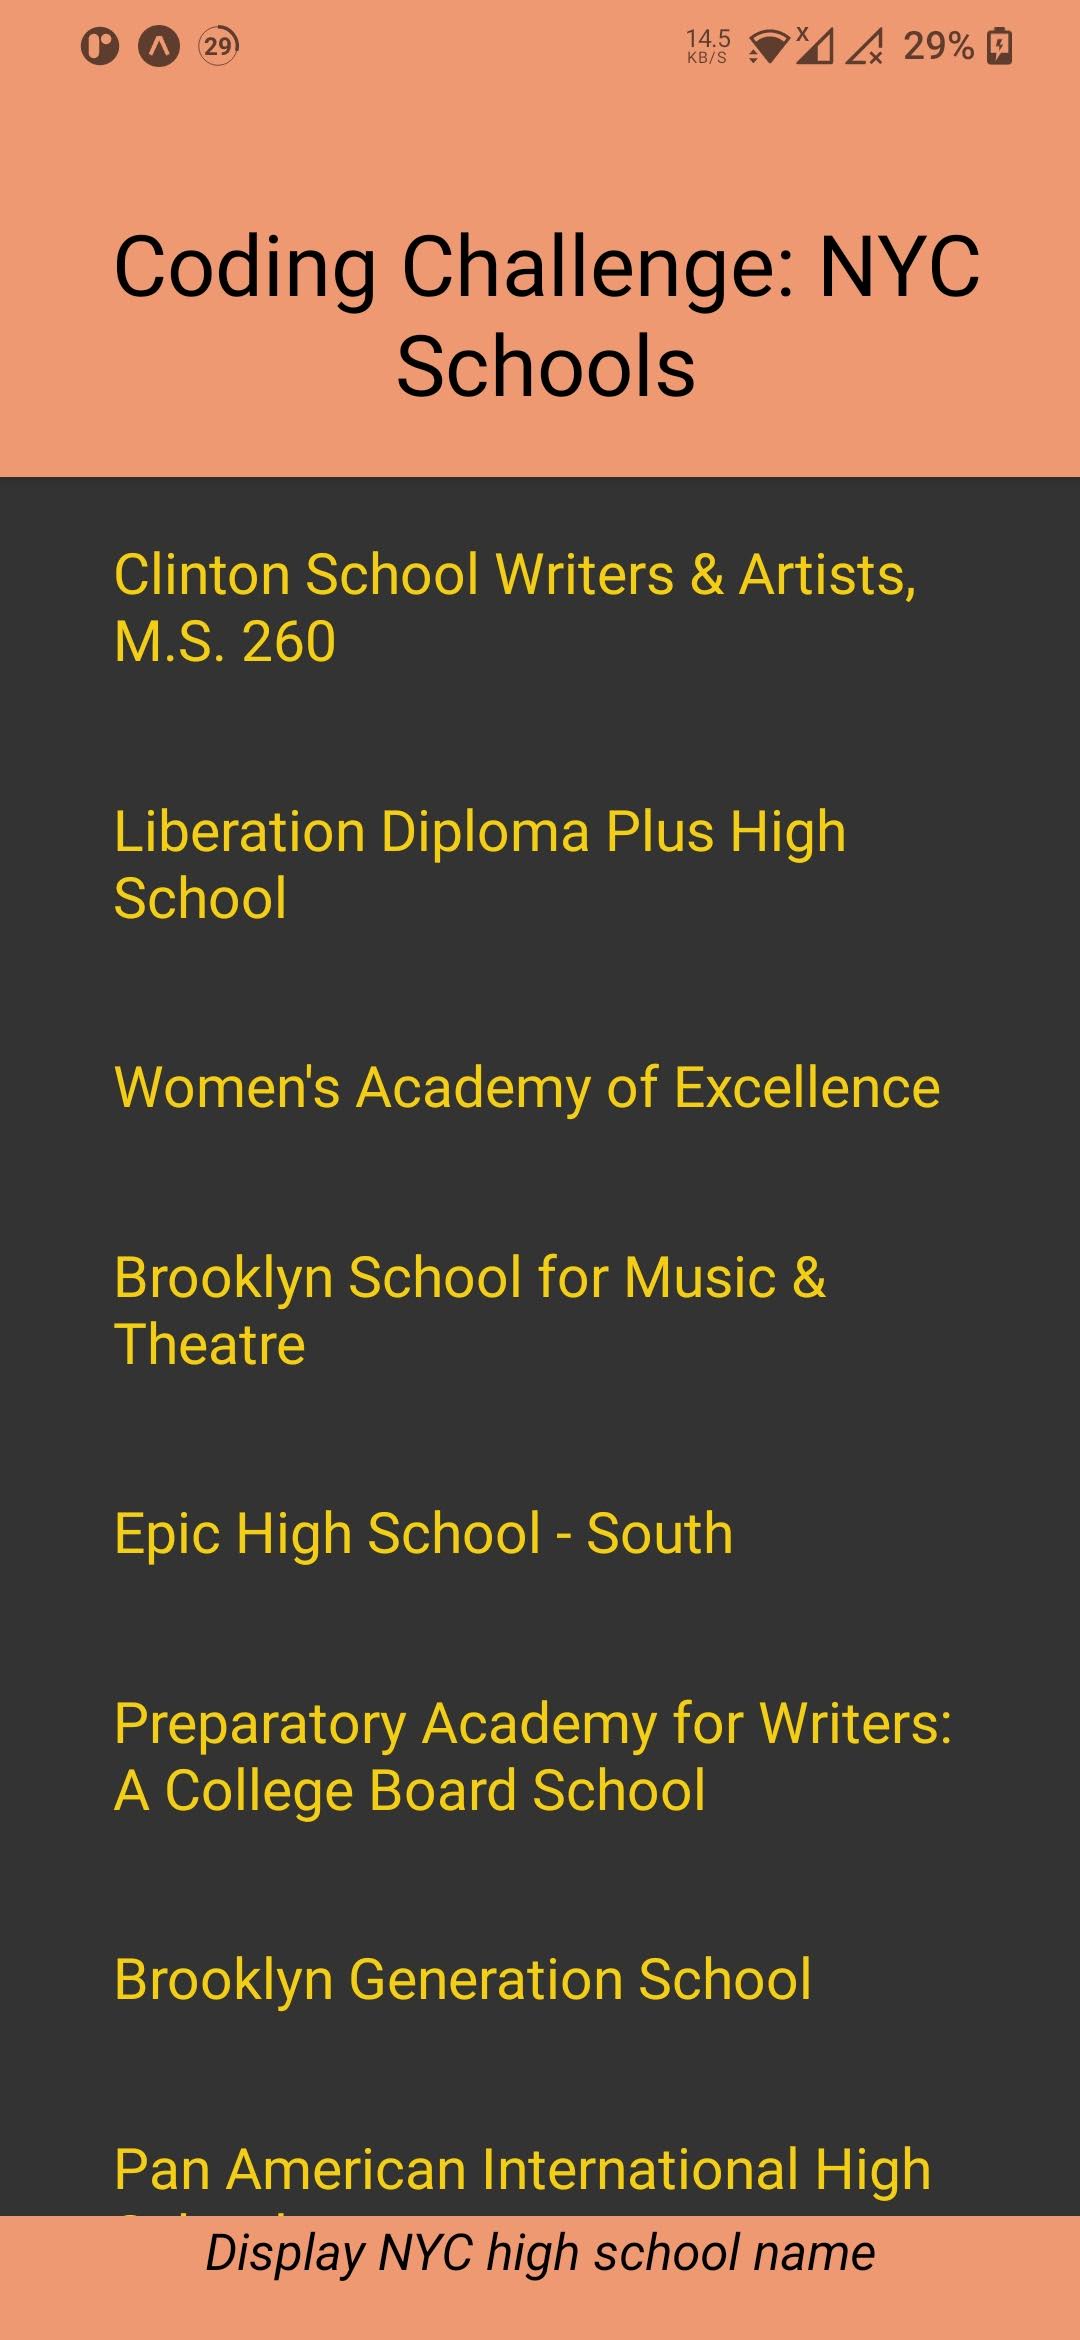 29
14.5
KB/S
29%
Coding Challenge: NYC
Schools
Clinton School Writers & Artists,
M.S. 260
Liberation Diploma Plus High
School
Women's Academy of Excellence
Brooklyn School for Music &
Theatre
Epic High School - South
Preparatory Academy for Writers:
A College Board School
Brooklyn Generation School
Pan American International High
Display NYC high school name